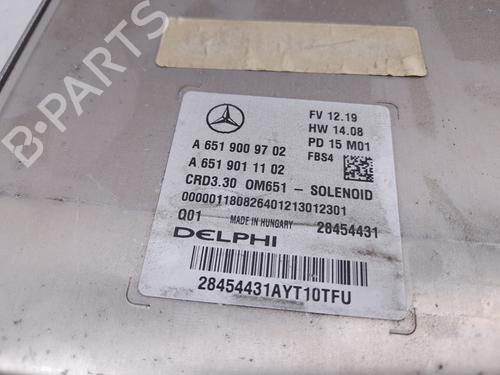 B-PARTS
FV 12.19
HW 14.08
PD 15 M01
FBS4
A 651 900 97 02
A 651 901 11 02
CRD3.30 OM651 - SOLENOID
000001180826401213012301
Q01 MADE IN HUNGARY 28454431
DELPHI
28454431AYT10TFU